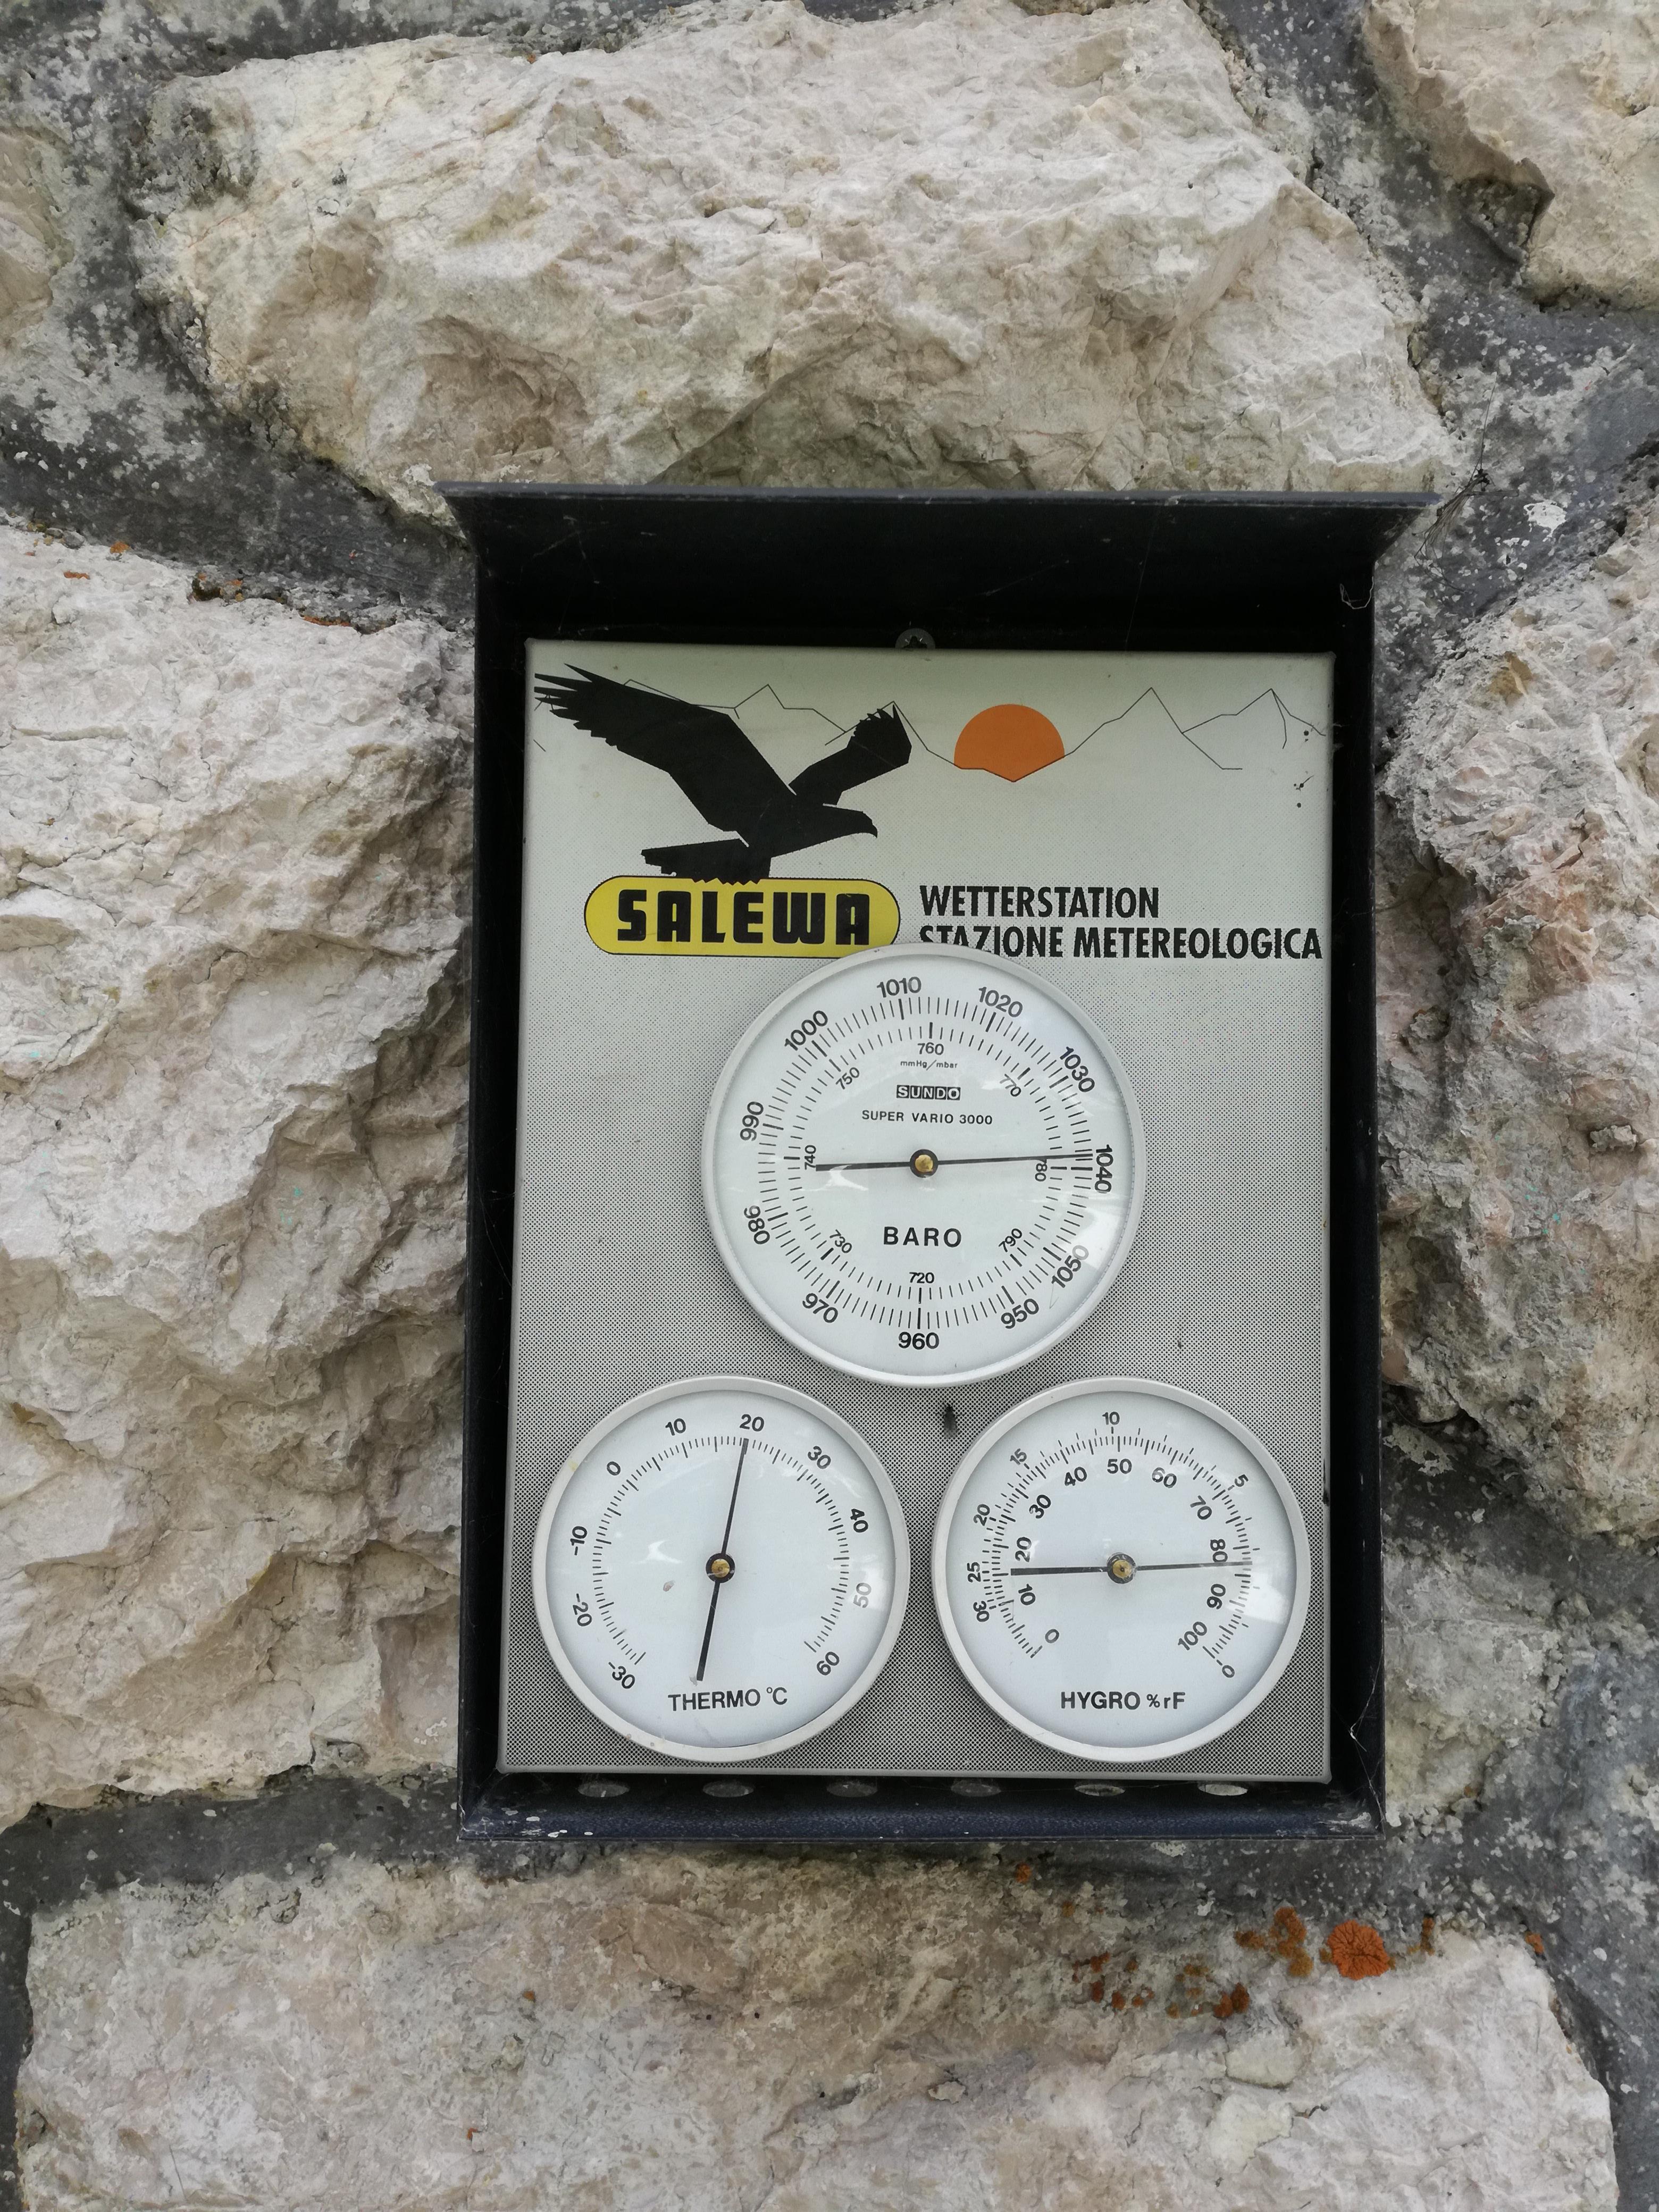 SALEWA
WETTERSTATION
STAZIONE METEREOLOGICA
960 970 980 990 1000 1010 1020 1030 1040 1050 950
720 730 740 750 760 770 780 790
mmHg/mbar
SUNDO
SUPER VARIO 3000
BARO
-30 -20 -10 0 10 20 30 40 50 60
THERMO °C
30 25 20 15 10 5 0
0 10 20 30 40 50 60 70 80 90 100
HYGRO %rF